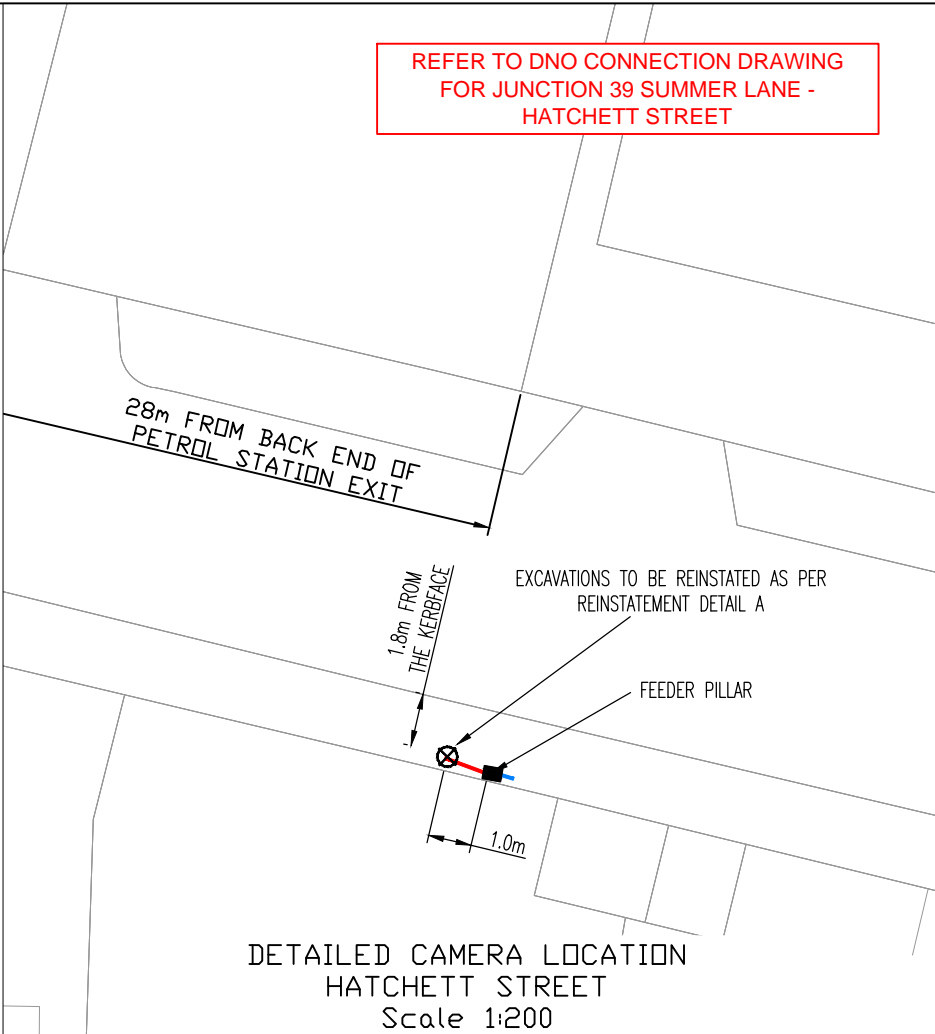 REFER TO DNO CONNECTION DRAWING
FOR JUNCTION 39 SUMMER LANE -
HATCHETT STREET
28m FROM BACK END OF
PETROL STATION EXIT
1.8m FROM
THE KERBFACE
EXCAVATIONS TO BE REINSTATED AS PER
REINSTATEMENT DETAIL A
FEEDER PILLAR
1.0m
DETAILED CAMERA LOCATION
HATCHETT STREET
Scale 1:200